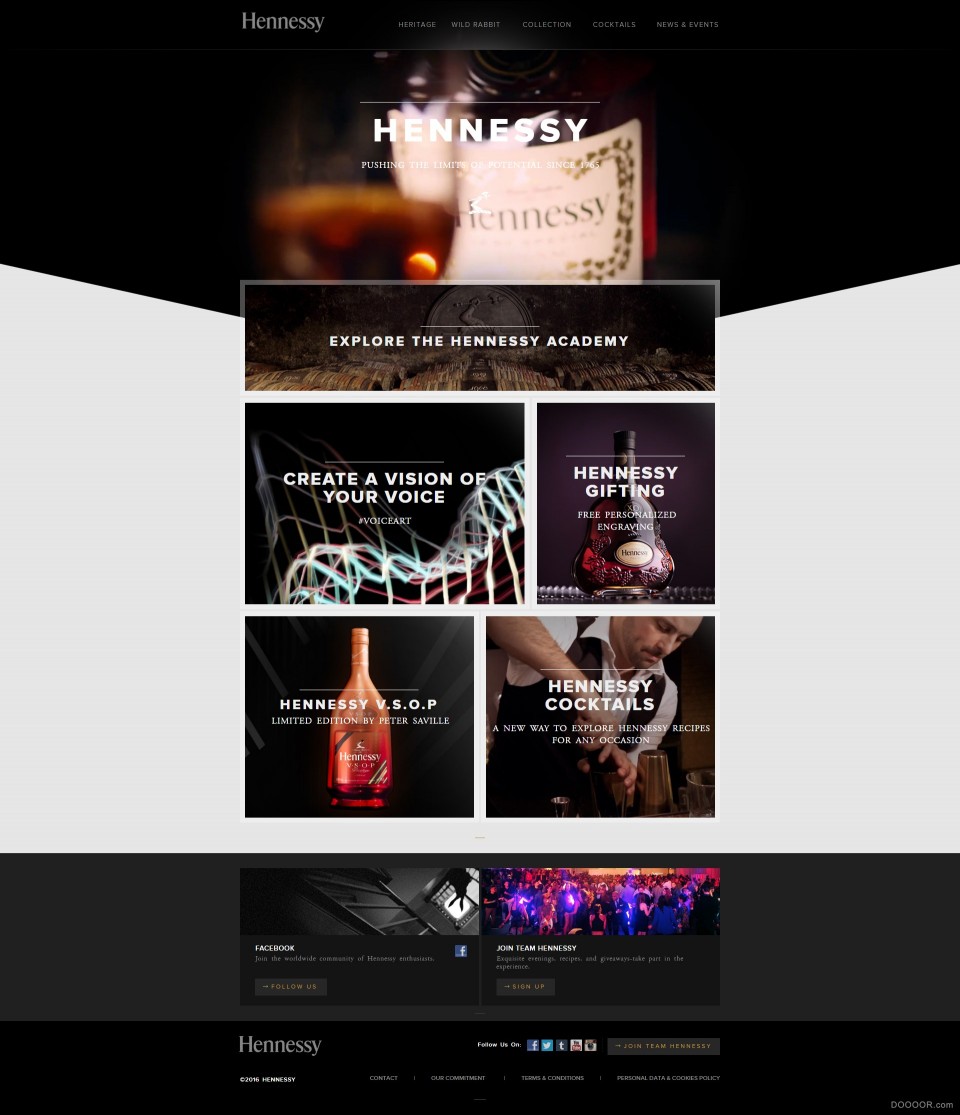 Hennessy
HERITAGE WILD RABBIT COLLECTION COCKTAILS NEWS & EVENTS
HENNESSY
PUSHING THE LIMITS OF POTENTIAL SINCE 1765
Hennessy
EXPLORE THE HENNESSY ACADEMY
CREATE A VISION OF
YOUR VOICE
#VOICEART
HENNESSY
GIFTING
FREE PERSONALIZED
ENGRAVING
Hennessy
HENNESSY V.S.O.P
LIMITED EDITION BY PETER SAVILLE
Hennessy
V·S·O·P
HENNESSY
COCKTAILS
A NEW WAY TO EXPLORE HENNESSY RECIPES
FOR ANY OCCASION
FACEBOOK
Join the worldwide community of Hennessy enthusiasts.
→ FOLLOW US
JOIN TEAM HENNESSY
Exquisite evenings, recipes, and giveaways-take part in the
experience.
→ SIGN UP
Hennessy
Follow Us On:
→ JOIN TEAM HENNESSY
©2016 HENNESSY
CONTACT | OUR COMMITMENT | TERMS & CONDITIONS | PERSONAL DATA & COOKIES POLICY
DOOOOR.com